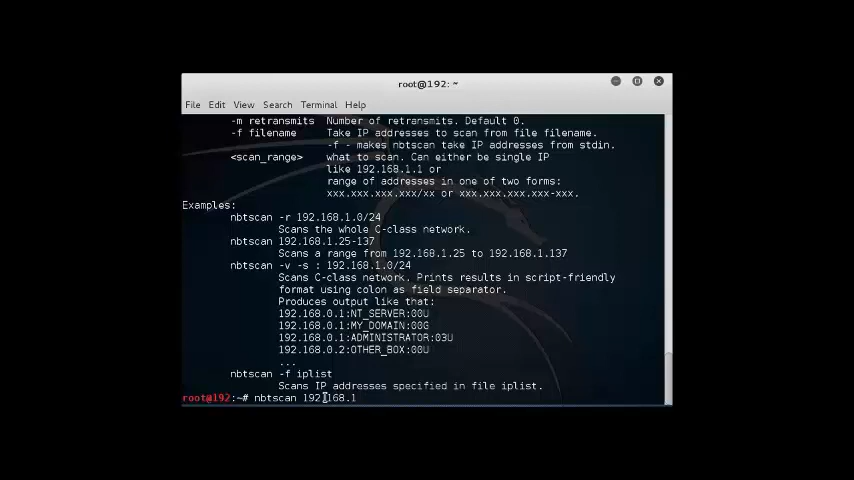 root@192: ~
File Edit View Search Terminal Help
-m retransmits Number of retransmits. Default 0.
-f filename Take IP addresses to scan from file filename.
-f - makes nbtscan take IP addresses from stdin.
<scan_range> what to scan. Can either be single IP
like 192.168.1.1 or
range of addresses in one of two forms:
xxx.xxx.xxx.xxx/xx or xxx.xxx.xxx.xxx-xxx.
Examples:
nbtscan -r 192.168.1.0/24
Scans the whole C-class network.
nbtscan 192.168.1.25-137
Scans a range from 192.168.1.25 to 192.168.1.137
nbtscan -v -s : 192.168.1.0/24
Scans C-class network. Prints results in script-friendly
format using colon as field separator.
Produces output like that:
192.168.0.1:NT_SERVER:00U
192.168.0.1:MY_DOMAIN:00G
192.168.0.1:ADMINISTRATOR:03U
192.168.0.2:OTHER_BOX:00U
...
nbtscan -f iplist
Scans IP addresses specified in file iplist.
root@192:~# nbtscan 192.168.1